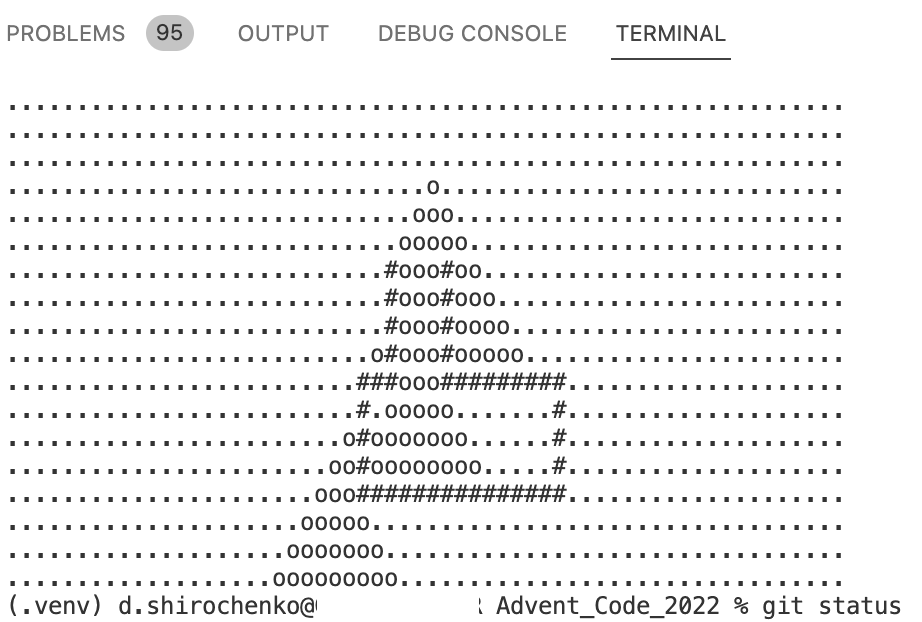 PROBLEMS 95 OUTPUT DEBUG CONSOLE TERMINAL
............................................................
............................................................
............................................................
..............................o.............................
.............................ooo............................
............................ooooo...........................
...........................#ooo#oo..........................
...........................#ooo#ooo.........................
...........................#ooo#oooo........................
..........................o#ooo#ooooo.......................
.........................###ooo#########....................
.........................#.ooooo.......#....................
........................o#ooooooo......#....................
.......................oo#oooooooo.....#....................
......................ooo###############....................
.....................ooooo..................................
....................ooooooo.................................
...................ooooooooo................................
(.venv) d.shirochenko@ Advent_Code_2022 % git status